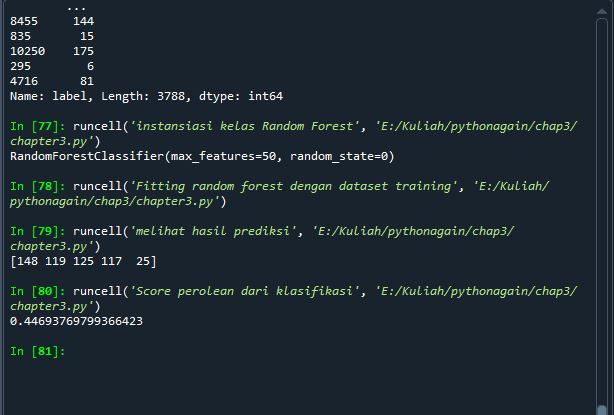 ...
8455 144
835 15
10250 175
295 6
4716 81
Name: label, Length: 3788, dtype: int64
In [77]: runcell('instansiasi kelas Random Forest', 'E:/Kuliah/pythonagain/chap3/
chapter3.py')
RandomForestClassifier(max_features=50, random_state=0)
In [78]: runcell('Fitting random forest dengan dataset training', 'E:/Kuliah/
pythonagain/chap3/chapter3.py')
In [79]: runcell('melihat hasil prediksi', 'E:/Kuliah/pythonagain/chap3/
chapter3.py')
[148 119 125 117  25]
In [80]: runcell('Score perolean dari klasifikasi', 'E:/Kuliah/pythonagain/chap3/
chapter3.py')
0.44693769799366423
In [81]: